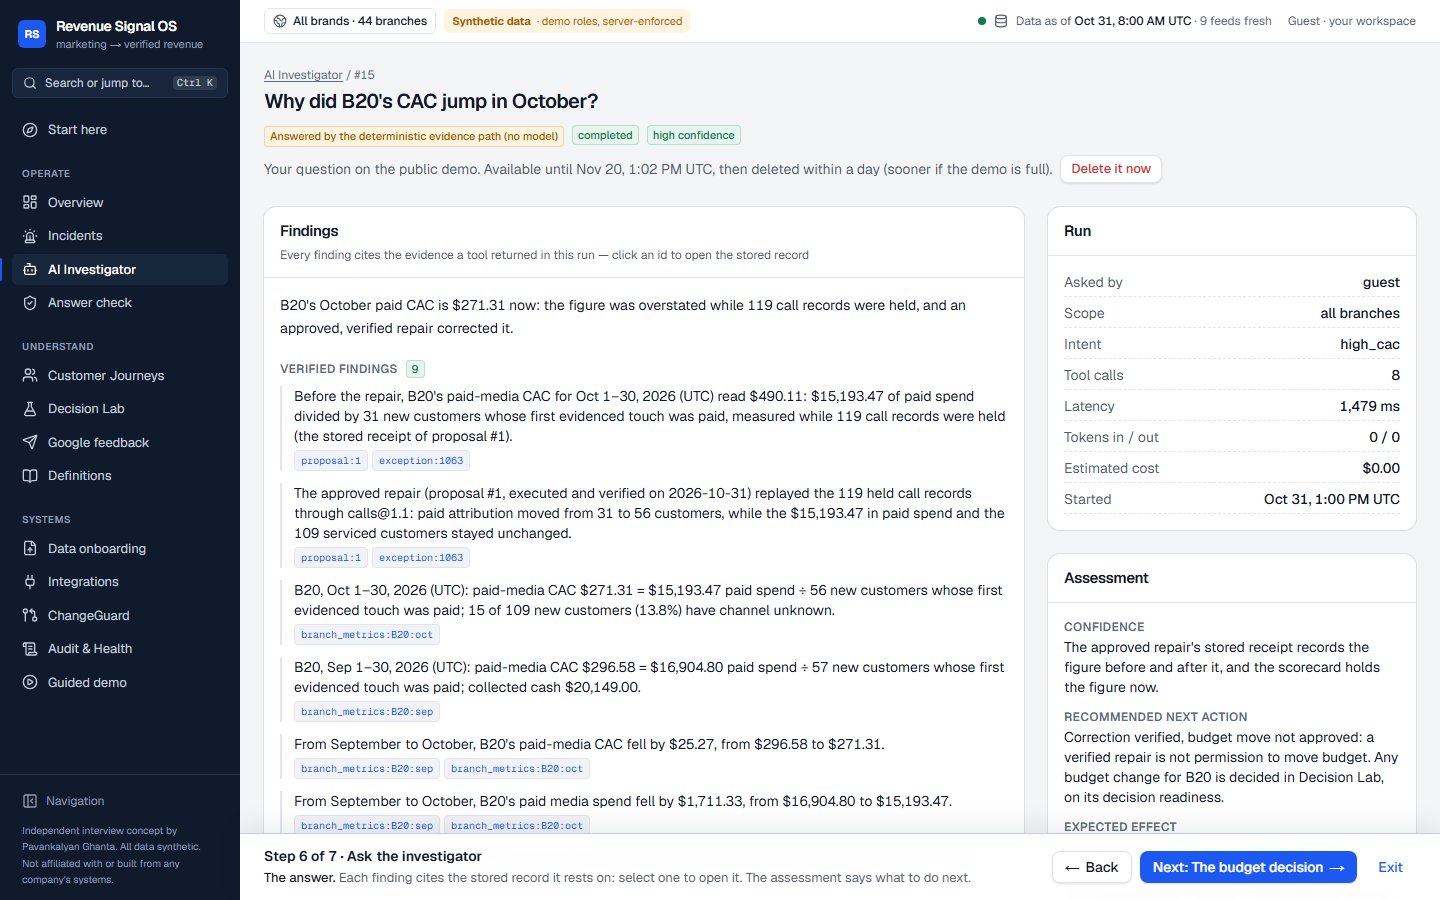 RS
Revenue Signal OS
marketing → verified revenue
Search or jump to...
Ctrl K
Start here
OPERATE
Overview
Incidents
AI Investigator
Answer check
UNDERSTAND
Customer Journeys
Decision Lab
Google feedback
Definitions
SYSTEMS
Data onboarding
Integrations
ChangeGuard
Audit & Health
Guided demo
Navigation
Independent interview concept by
Pavankalyan Ghanta. All data synthetic.
Not affiliated with or built from any
company's systems.
All brands · 44 branches
Synthetic data · demo roles, server-enforced
Data as of Oct 31, 8:00 AM UTC · 9 feeds fresh
Guest · your workspace
AI Investigator / #15
Why did B20's CAC jump in October?
Answered by the deterministic evidence path (no model)
completed
high confidence
Your question on the public demo. Available until Nov 20, 1:02 PM UTC, then deleted within a day (sooner if the demo is full).
Delete it now
Findings
Every finding cites the evidence a tool returned in this run — click an id to open the stored record
B20's October paid CAC is $271.31 now: the figure was overstated while 119 call records were held, and an
approved, verified repair corrected it.
VERIFIED FINDINGS 9
Before the repair, B20's paid-media CAC for Oct 1–30, 2026 (UTC) read $490.11: $15,193.47 of paid spend
divided by 31 new customers whose first evidenced touch was paid, measured while 119 call records were held
(the stored receipt of proposal #1).
proposal:1 exception:1063
The approved repair (proposal #1, executed and verified on 2026-10-31) replayed the 119 held call records
through calls@1.1: paid attribution moved from 31 to 56 customers, while the $15,193.47 in paid spend and the
109 serviced customers stayed unchanged.
proposal:1 exception:1063
B20, Oct 1–30, 2026 (UTC): paid-media CAC $271.31 = $15,193.47 paid spend ÷ 56 new customers whose first
evidenced touch was paid; 15 of 109 new customers (13.8%) have channel unknown.
branch_metrics:B20:oct
B20, Sep 1–30, 2026 (UTC): paid-media CAC $296.58 = $16,904.80 paid spend ÷ 57 new customers whose first
evidenced touch was paid; collected cash $20,149.00.
branch_metrics:B20:sep
From September to October, B20's paid-media CAC fell by $25.27, from $296.58 to $271.31.
branch_metrics:B20:sep branch_metrics:B20:oct
From September to October, B20's paid media spend fell by $1,711.33, from $16,904.80 to $15,193.47.
branch_metrics:B20:sep branch_metrics:B20:oct
Run
Asked by guest
Scope all branches
Intent high_cac
Tool calls 8
Latency 1,479 ms
Tokens in / out 0 / 0
Estimated cost $0.00
Started Oct 31, 1:00 PM UTC
Assessment
CONFIDENCE
The approved repair's stored receipt records the
figure before and after it, and the scorecard holds
the figure now.
RECOMMENDED NEXT ACTION
Correction verified, budget move not approved: a
verified repair is not permission to move budget. Any
budget change for B20 is decided in Decision Lab,
on its decision readiness.
EXPECTED EFFECT
Step 6 of 7 · Ask the investigator
The answer. Each finding cites the stored record it rests on: select one to open it. The assessment says what to do next.
← Back
Next: The budget decision →
Exit